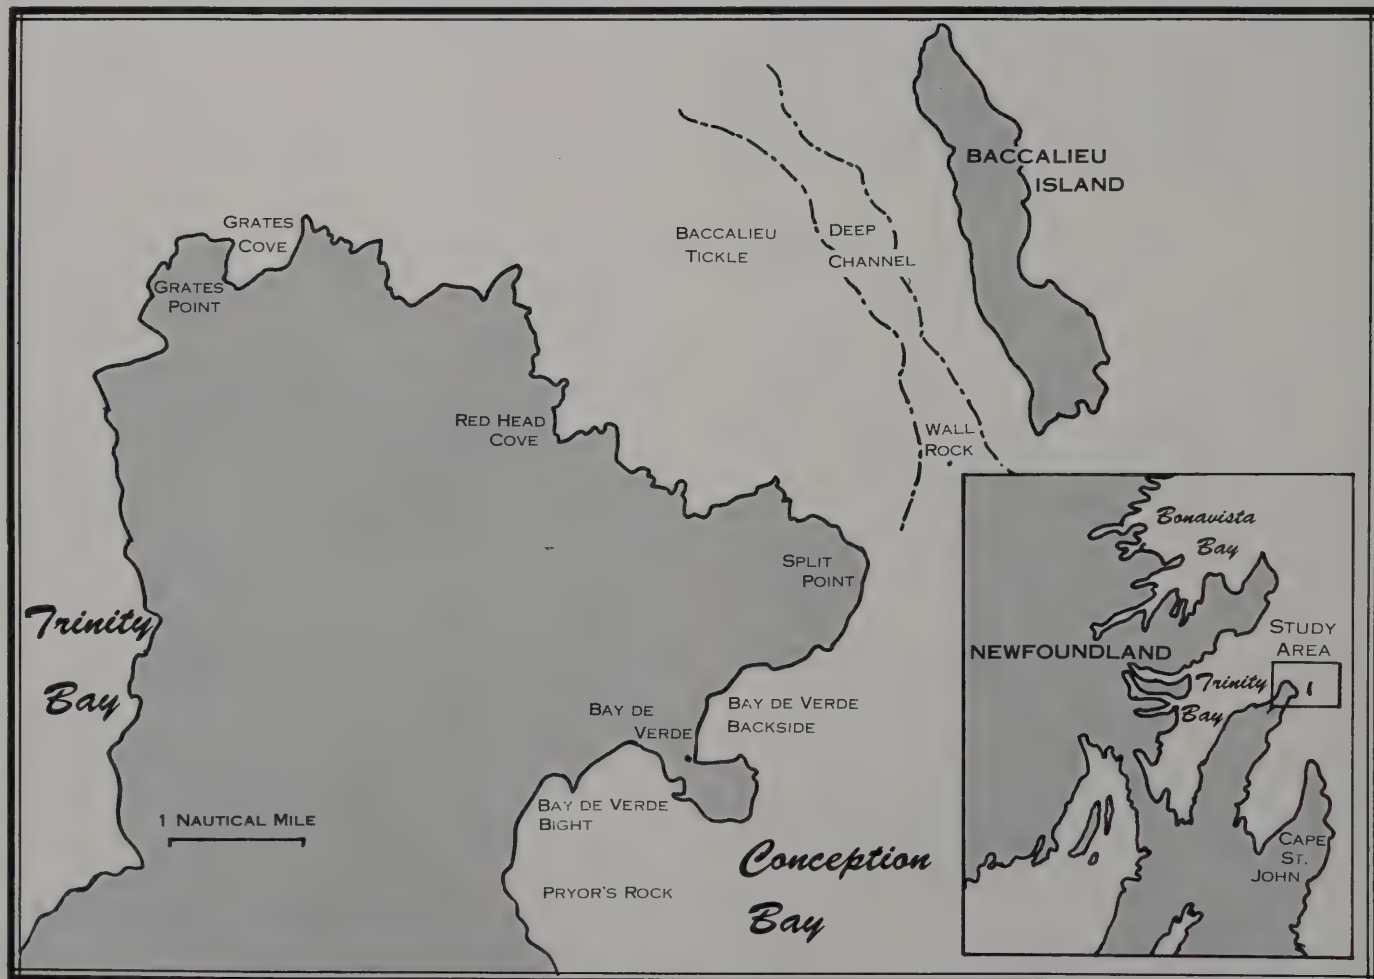 GRATES
COVE
GRATES
POINT
BACCALIEU
TICKLE
DEEP
CHANNEL
BACCALIEU
ISLAND
RED HEAD
COVE
WALL
ROCK
SPLIT
POINT
Trinity
Bay
BAY DE
VERDE
BAY DE VERDE
BACKSIDE
BAY DE VERDE
BIGHT
1 NAUTICAL MILE
PRYOR'S ROCK
Conception
Bay
Bonavista
Bay
NEWFOUNDLAND
STUDY
AREA
Trinity
Bay
CAPE
ST.
JOHN